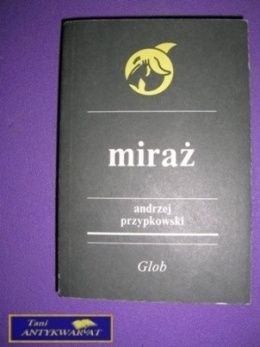 miraż
andrzej
przypkowski
Glob
Tani
ANTYKWARIAT